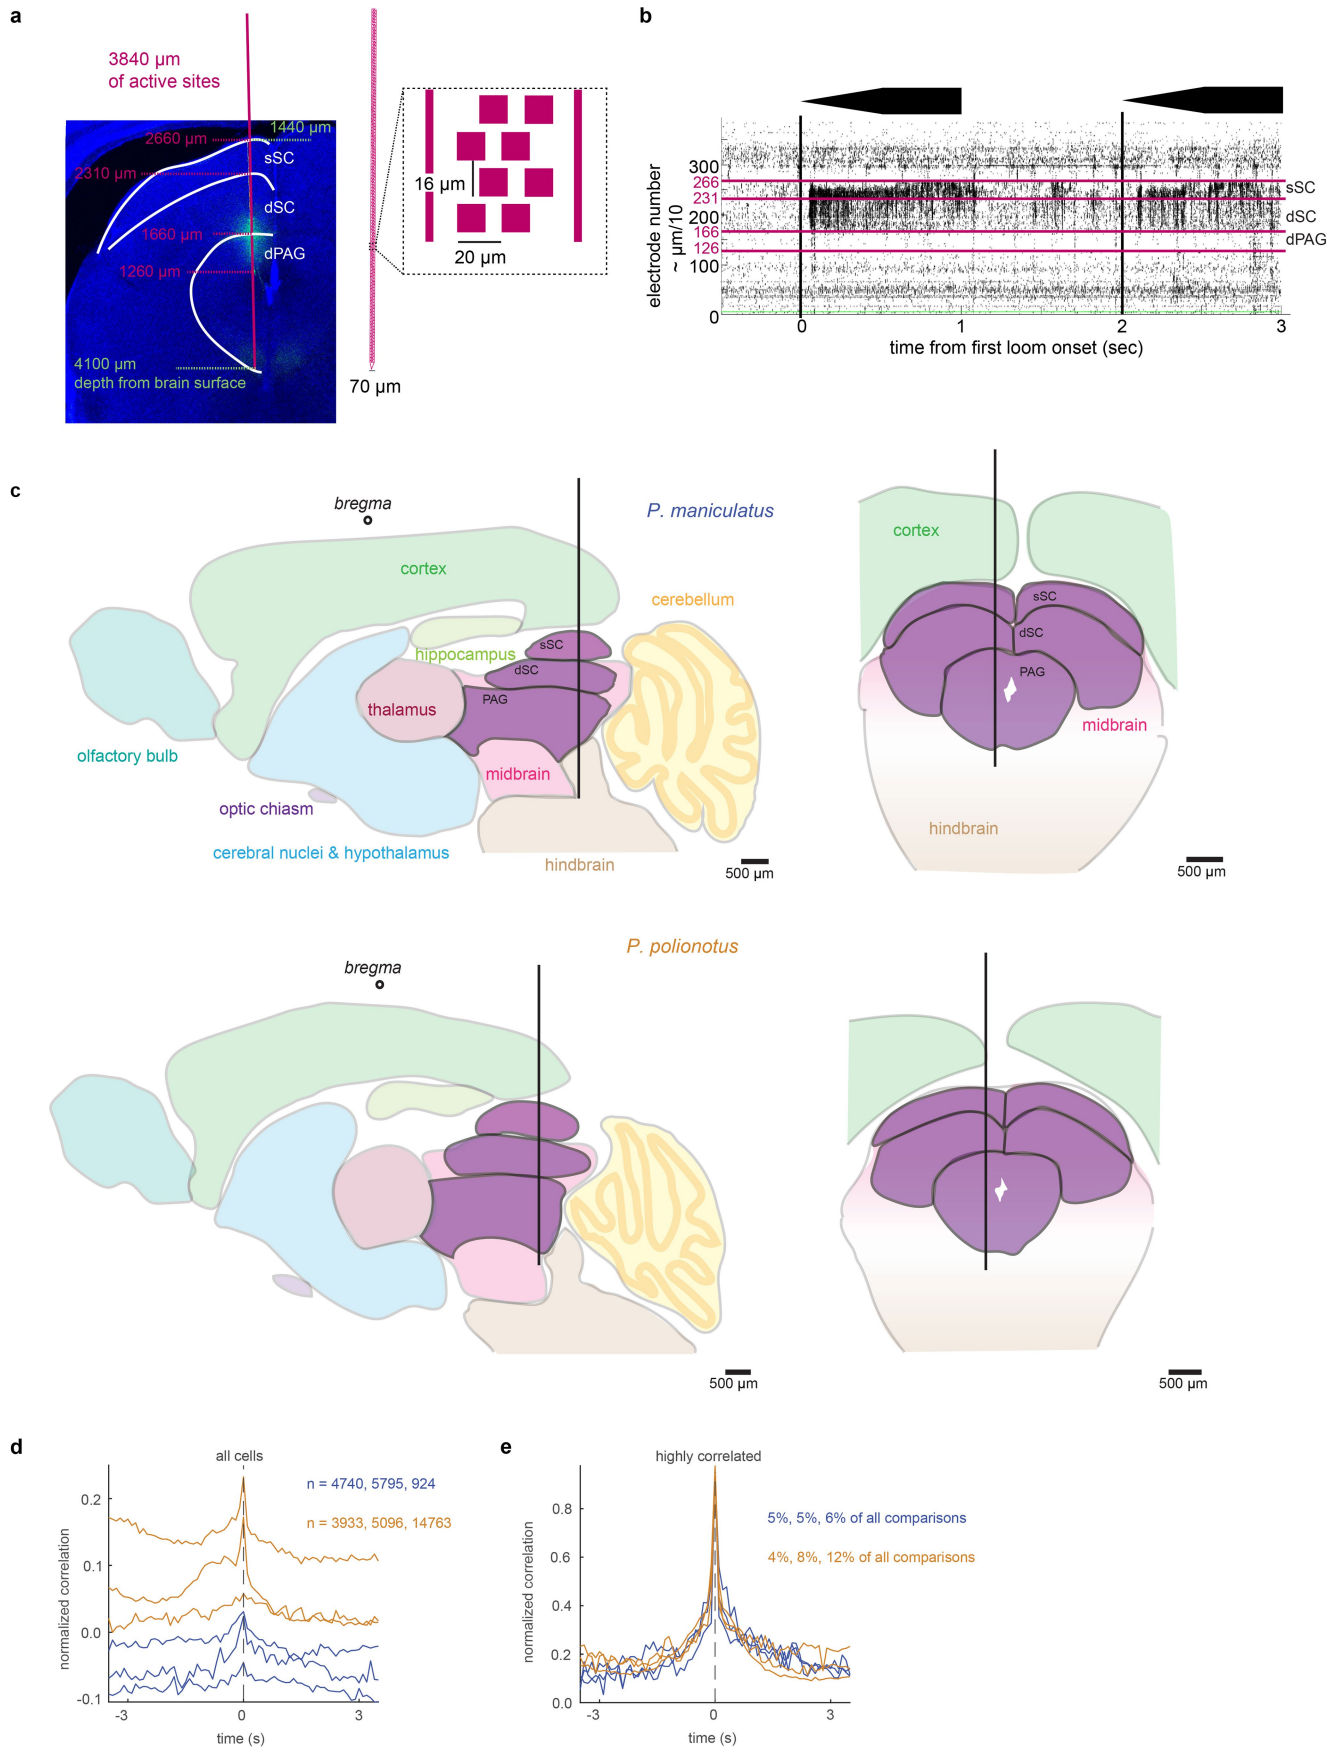 a
3840 µm
of active sites
2660 µm
1440 µm
sSC
2310 µm
dSC
1660 µm
dPAG
1260 µm
4100 µm
depth from brain surface
16 µm
20 µm
70 µm
b
electrode number
~ µm/10
300
266
231
200
166
126
100
0
sSC
dSC
dPAG
0
1
2
3
time from first loom onset (sec)
c
bregma
P. maniculatus
cortex
cerebellum
sSC
hippocampus
dSC
PAG
thalamus
olfactory bulb
midbrain
optic chiasm
cerebral nuclei & hypothalamus
hindbrain
500 µm
cortex
sSC
dSC
PAG
midbrain
hindbrain
500 µm
P. polionotus
bregma
500 µm
500 µm
d
all cells
n = 4740, 5795, 924
n = 3933, 5096, 14763
normalized correlation
0.2
0.1
0.0
-0.1
-3
0
3
time (s)
e
highly correlated
5%, 5%, 6% of all comparisons
4%, 8%, 12% of all comparisons
normalized correlation
0.8
0.6
0.4
0.2
0.0
-3
0
3
time (s)